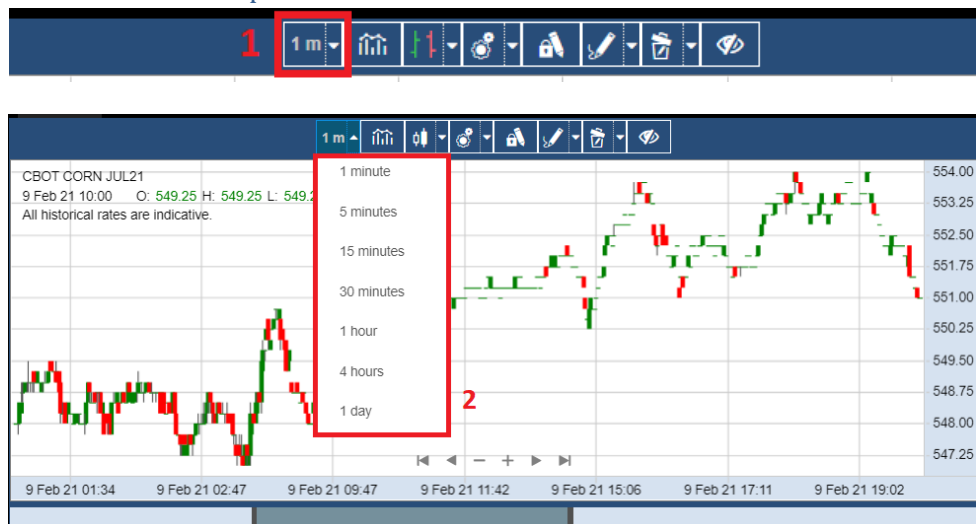 1
1 m
1 m
CBOT CORN JUL21
9 Feb 21 10:00 O: 549.25 H: 549.25 L:
All historical rates are indicative.
1 minute
5 minutes
15 minutes
30 minutes
1 hour
4 hours
1 day
2
554.00
553.25
552.50
551.75
551.00
550.25
549.50
548.75
548.00
547.25
9 Feb 21 01:34 9 Feb 21 02:47 9 Feb 21 09:47 9 Feb 21 11:42 9 Feb 21 15:06 9 Feb 21 17:11 9 Feb 21 19:02